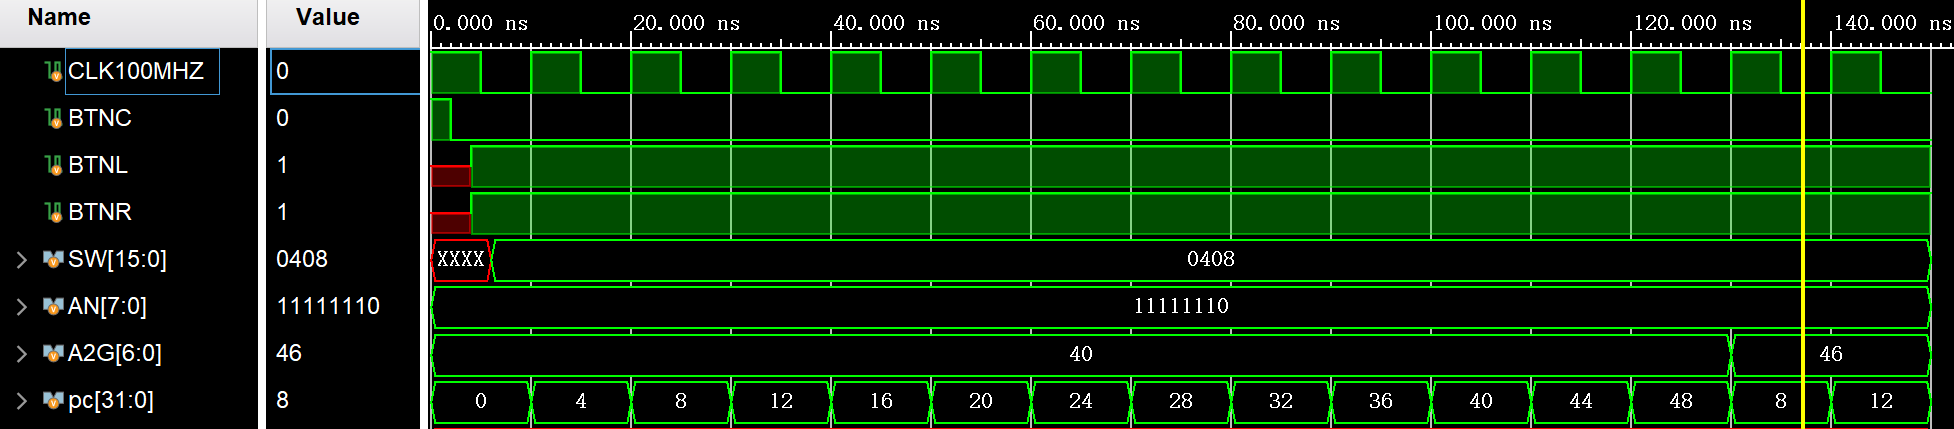 Name Value 0.000 ns 20.000 ns 40.000 ns 60.000 ns 80.000 ns 100.000 ns 120.000 ns 140.000 ns
CLK100MHZ 0
BTNC 0
BTNL 1
BTNR 1
SW[15:0] 0408 XXXX 0408
AN[7:0] 11111110 11111110
A2G[6:0] 46 40 46
pc[31:0] 8 0 4 8 12 16 20 24 28 32 36 40 44 48 8 12